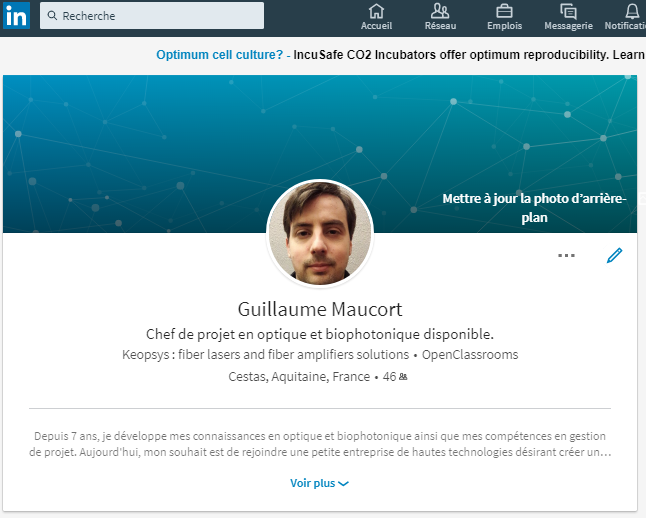 in Recherche
Accueil Réseau Emplois Messagerie Notificati
Optimum cell culture? - IncuSafe CO2 Incubators offer optimum reproducibility. Learn
Mettre à jour la photo d'arrière-
plan
Guillaume Maucort
Chef de projet en optique et biophotonique disponible.
Keopsys : fiber lasers and fiber amplifiers solutions • OpenClassrooms
Cestas, Aquitaine, France • 46
Depuis 7 ans, je développe mes connaissances en optique et biophotonique ainsi que mes compétences en gestion
de projet. Aujourd'hui, mon souhait est de rejoindre une petite entreprise de hautes technologies désirant créer un…
Voir plus